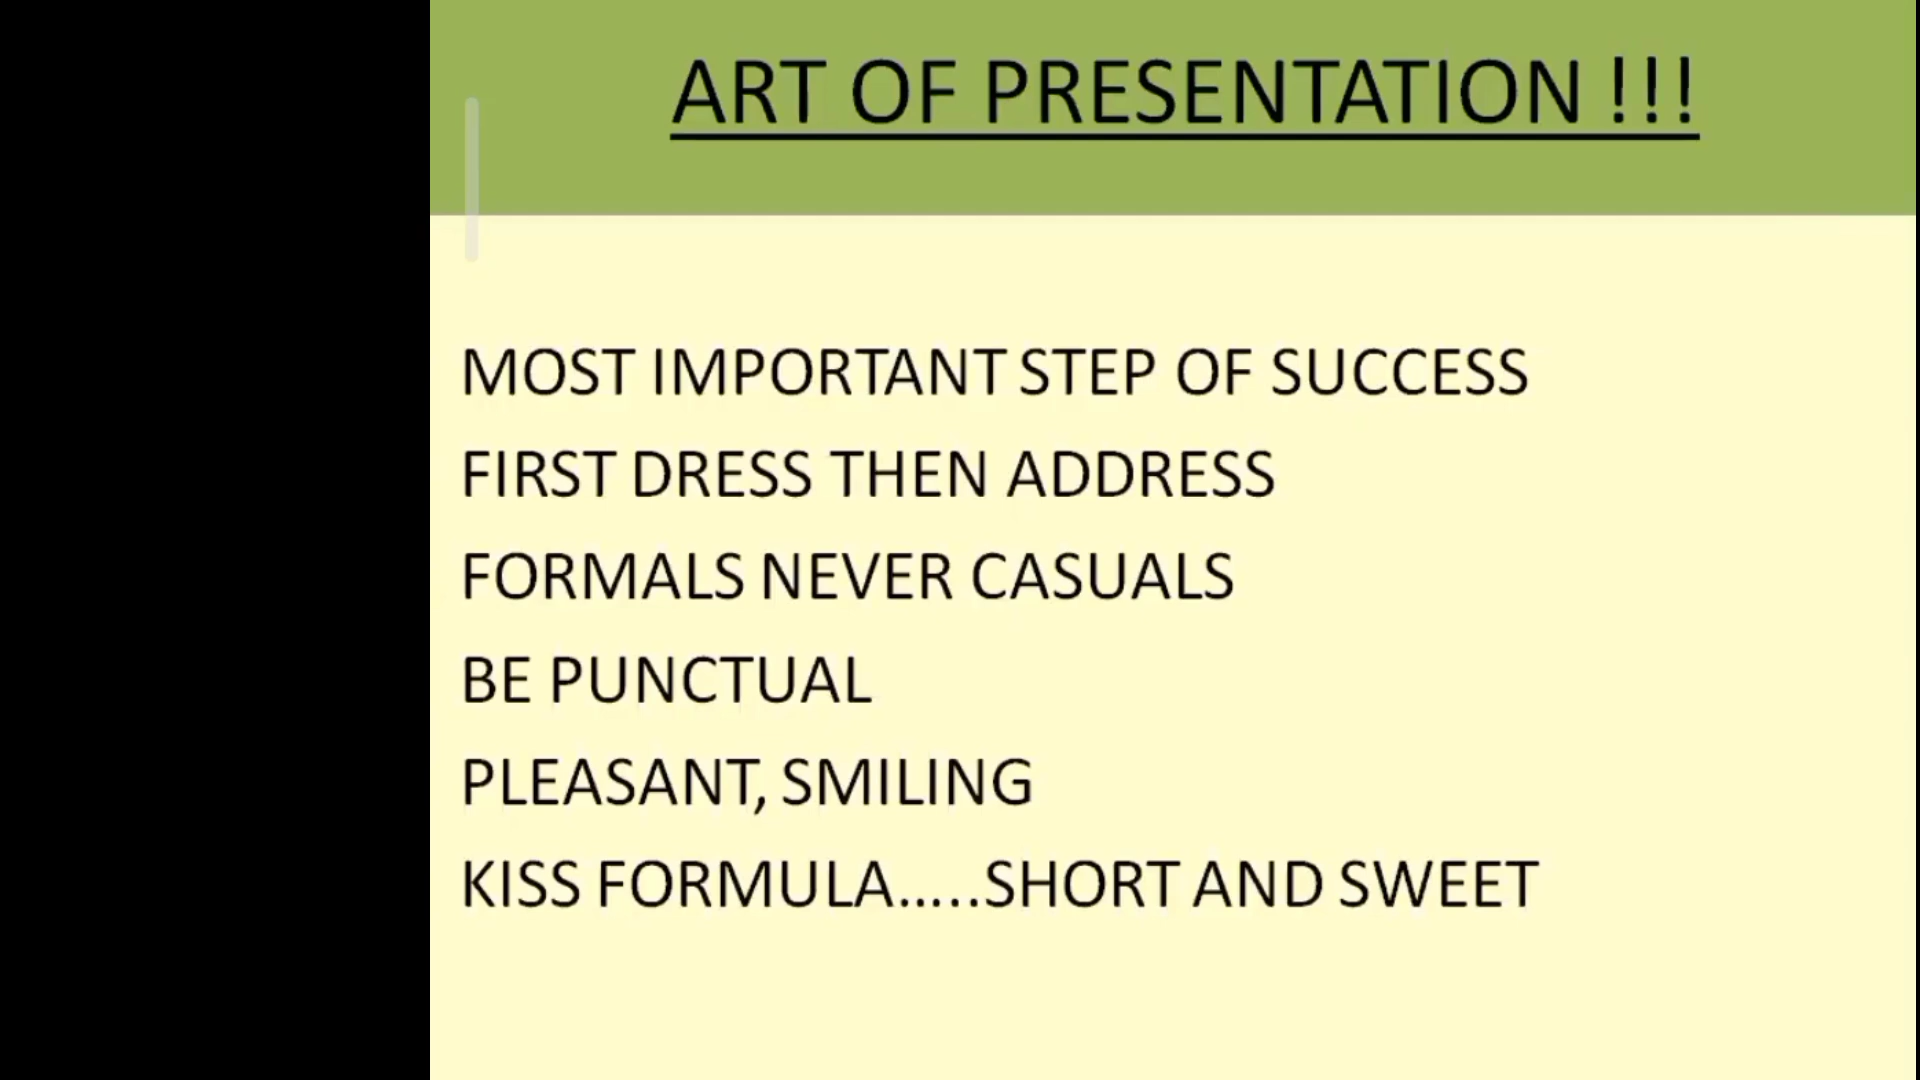 ART OF PRESENTATION !!!
MOST IMPORTANT STEP OF SUCCESS
FIRST DRESS THEN ADDRESS
FORMALS NEVER CASUALS
BE PUNCTUAL
PLEASANT, SMILING
KISS FORMULA…..SHORT AND SWEET